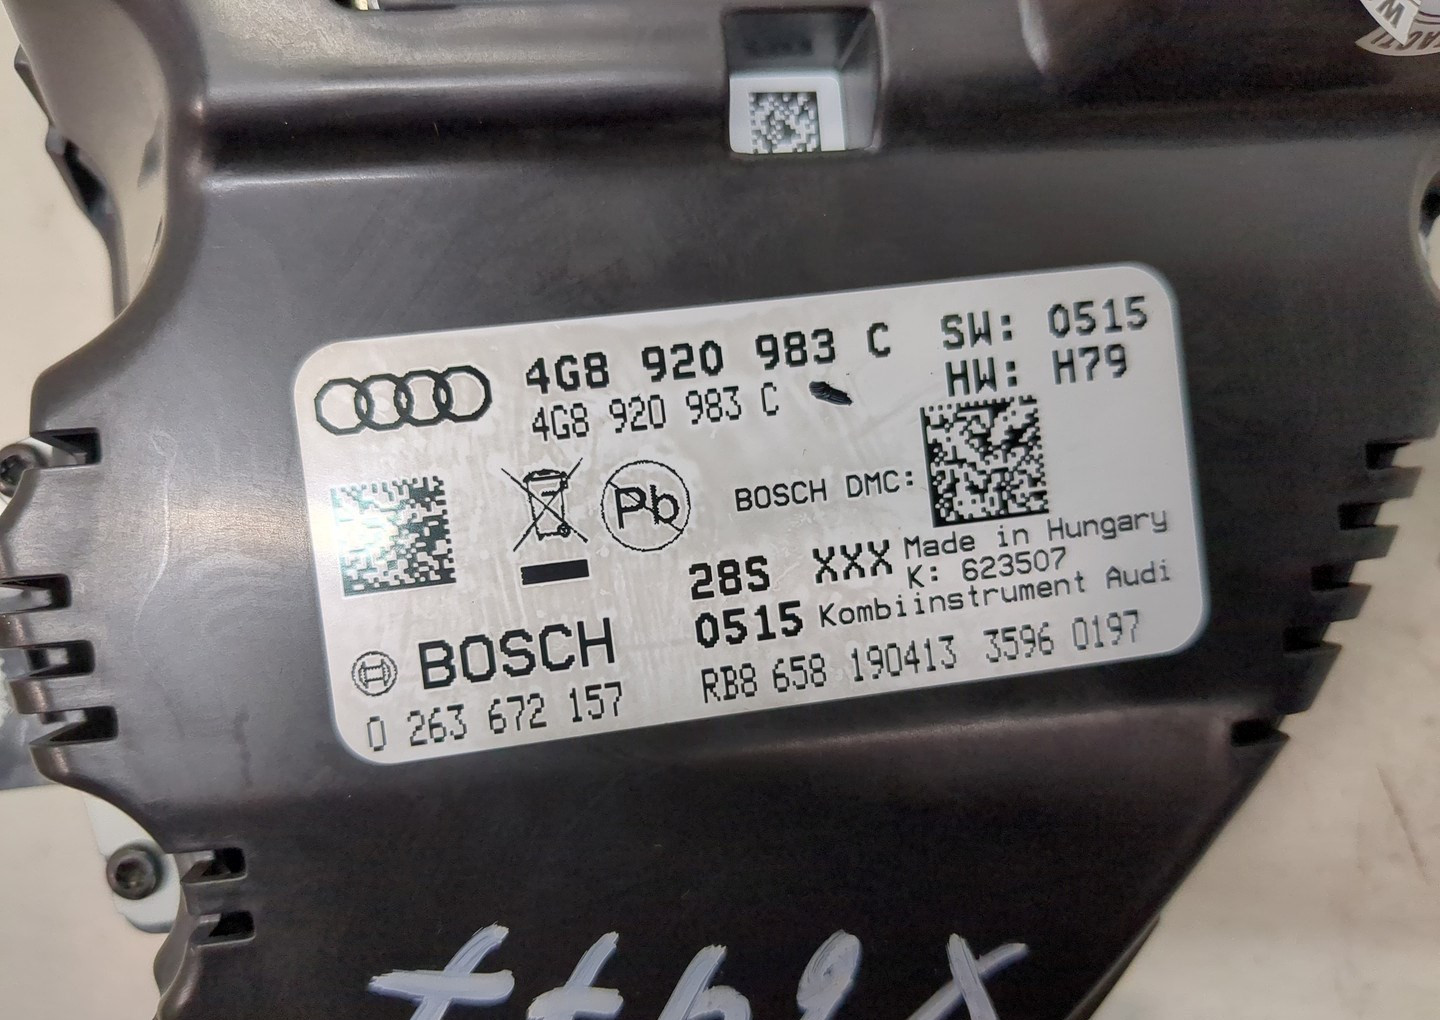 4G8 920 983 C
4G8 920 983 C
SW: 0515
HW: H79
Pb
BOSCH DMC:
28S XXX
0515
Made in Hungary
K: 623507
Kombiinstrument Audi
BOSCH
0 263 672 157
RB8 658 190413 3596 0197